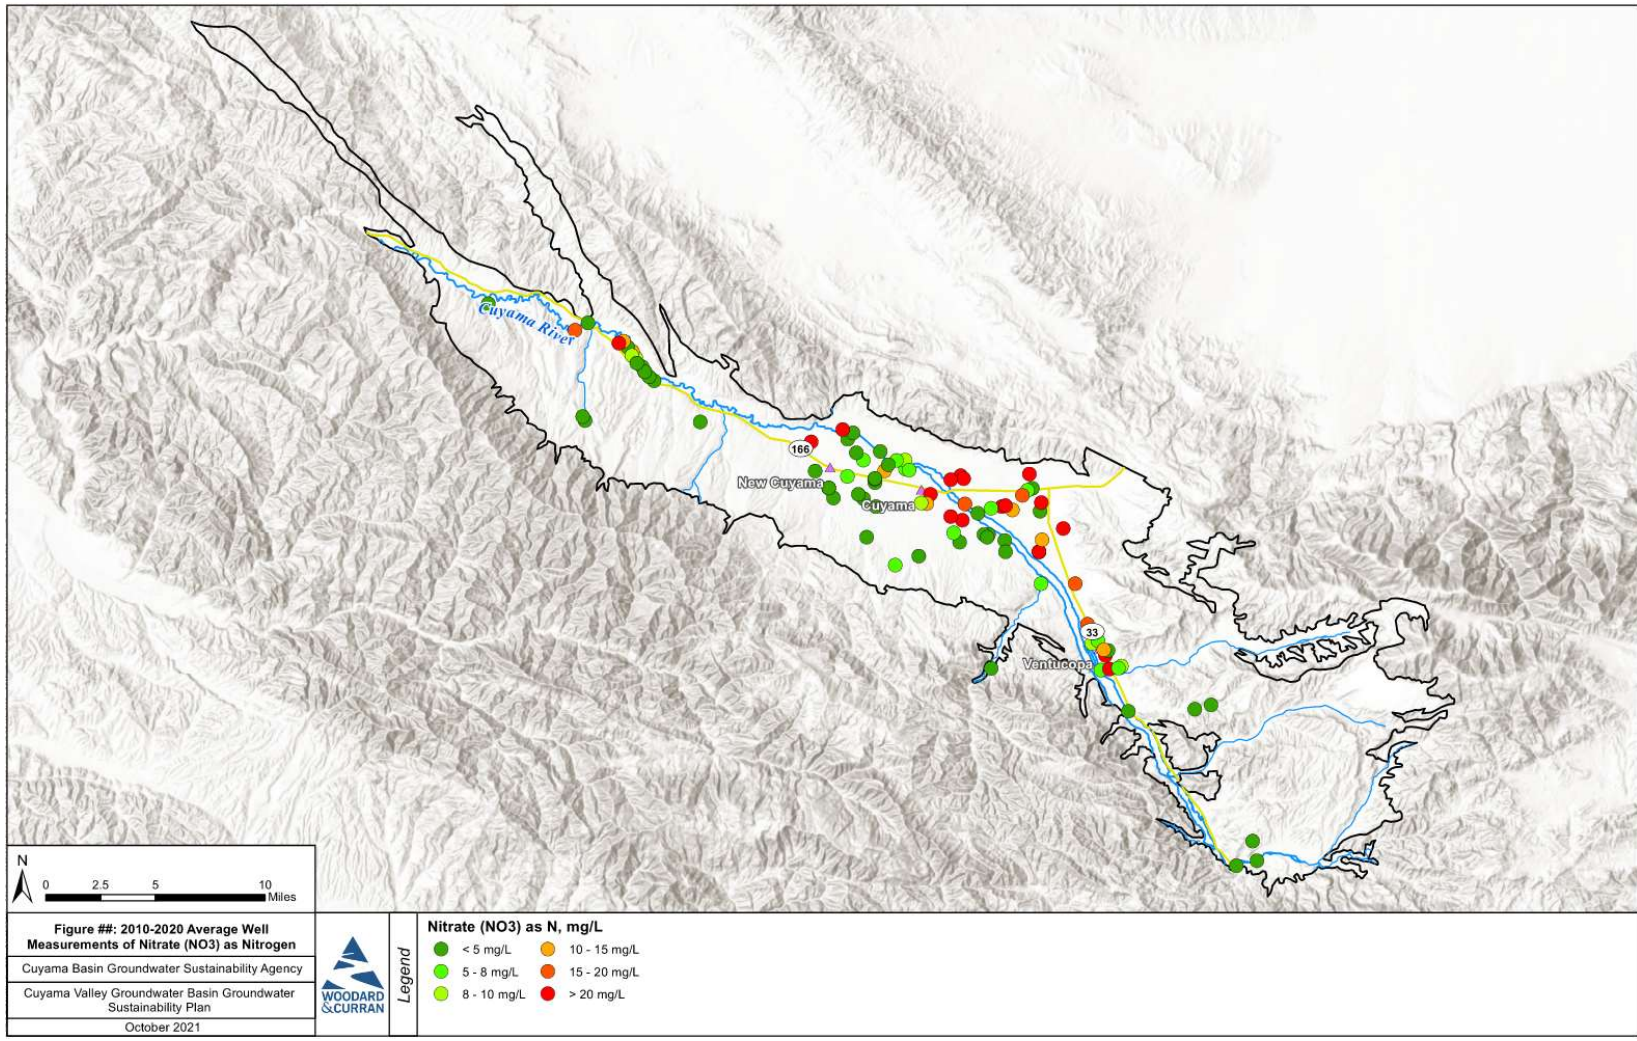 Cuyama River
166
New Cuyama
Cuyama
33
Ventucopa
N
0 2.5 5 10
Miles
Figure ##: 2010-2020 Average Well
Measurements of Nitrate (NO3) as Nitrogen
Cuyama Basin Groundwater Sustainability Agency
Cuyama Valley Groundwater Basin Groundwater
Sustainability Plan
October 2021
WOODARD
&CURRAN
Legend
Nitrate (NO3) as N, mg/L
< 5 mg/L
5 - 8 mg/L
8 - 10 mg/L
10 - 15 mg/L
15 - 20 mg/L
> 20 mg/L